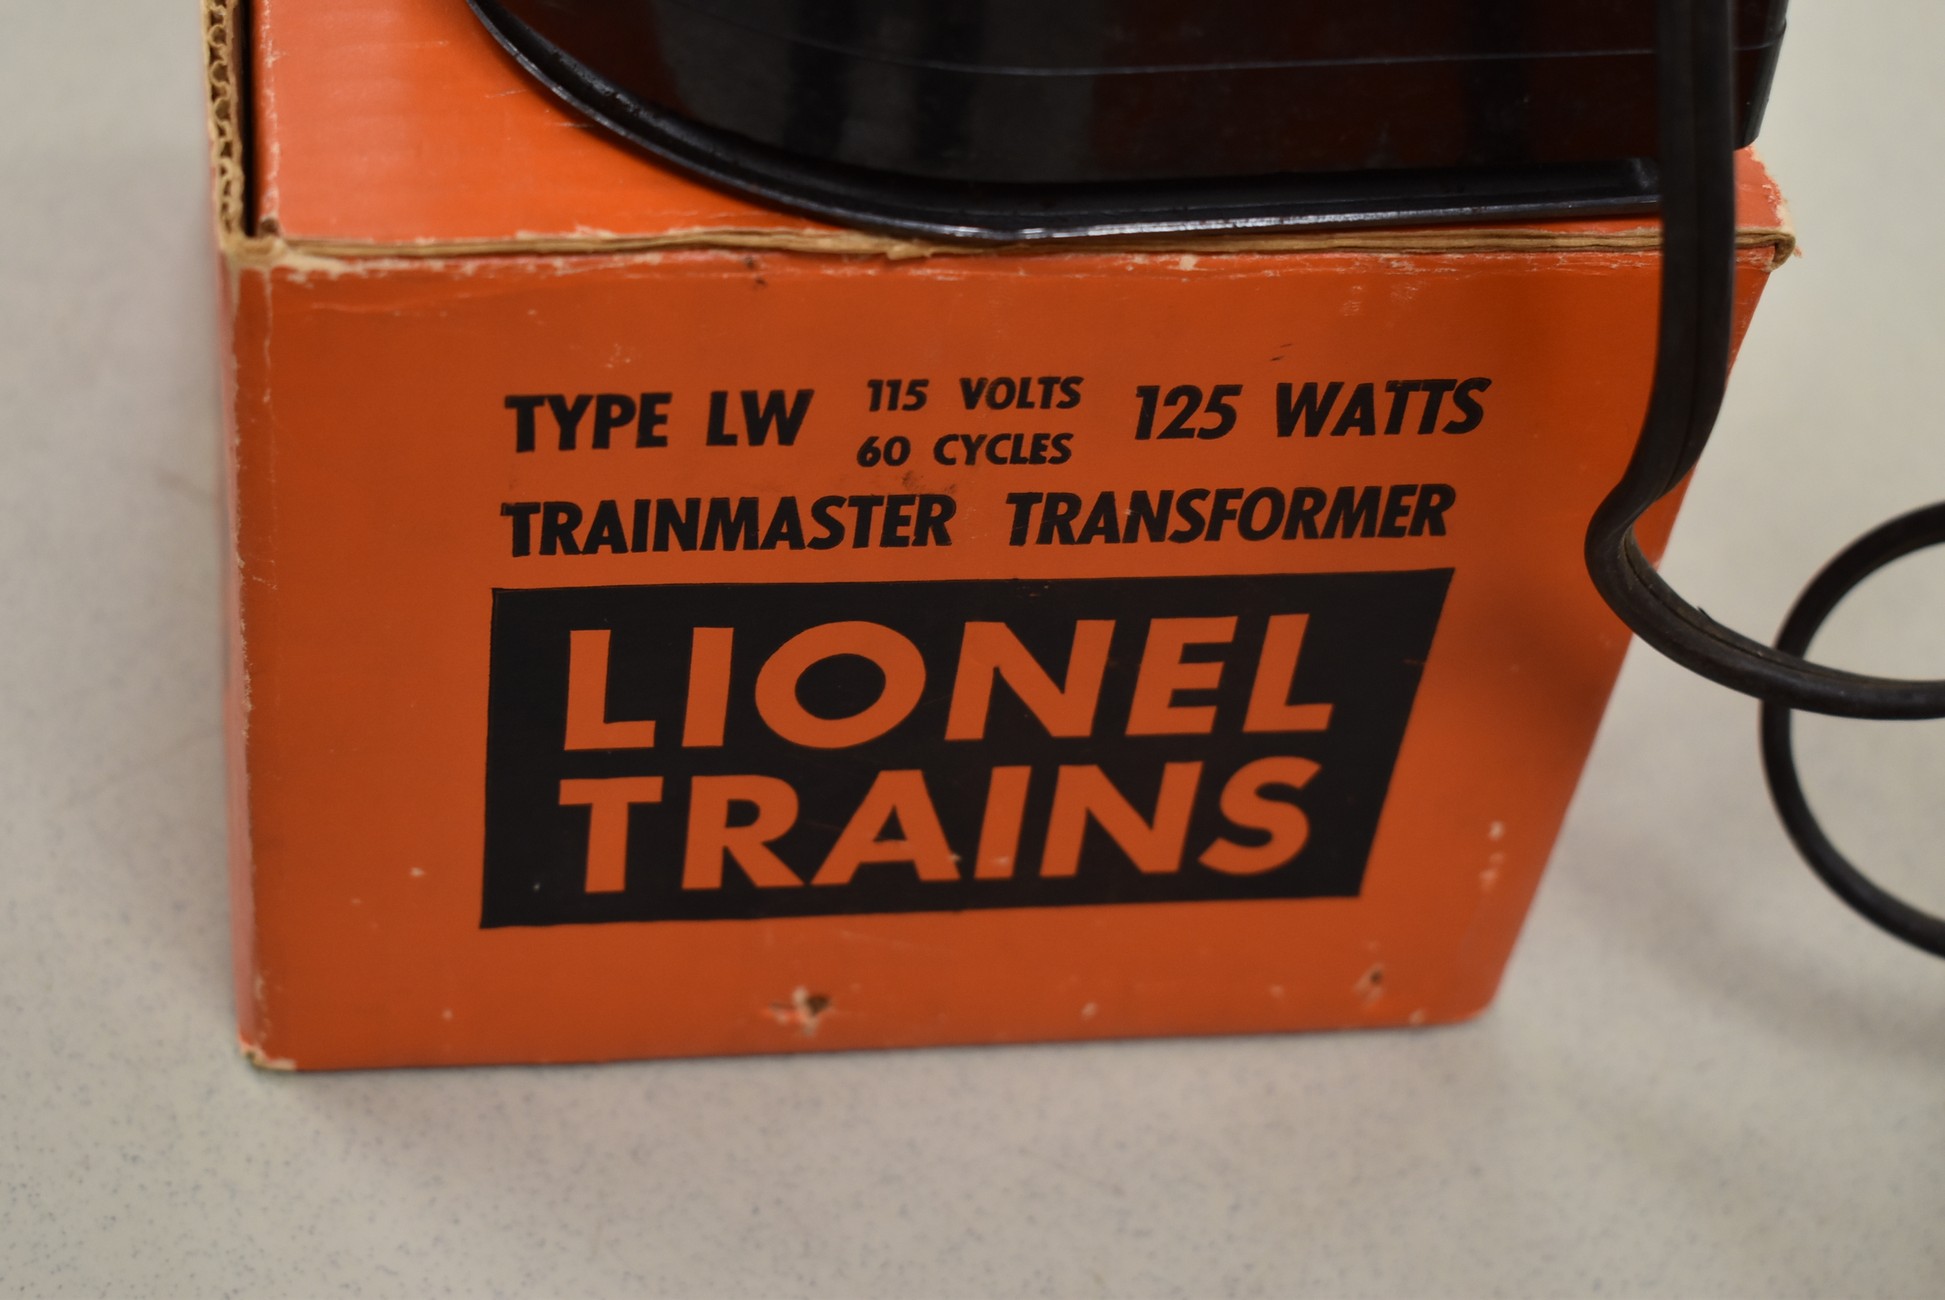 TYPE LW 115 VOLTS 125 WATTS
60 CYCLES
TRAINMASTER TRANSFORMER
LIONEL
TRAINS